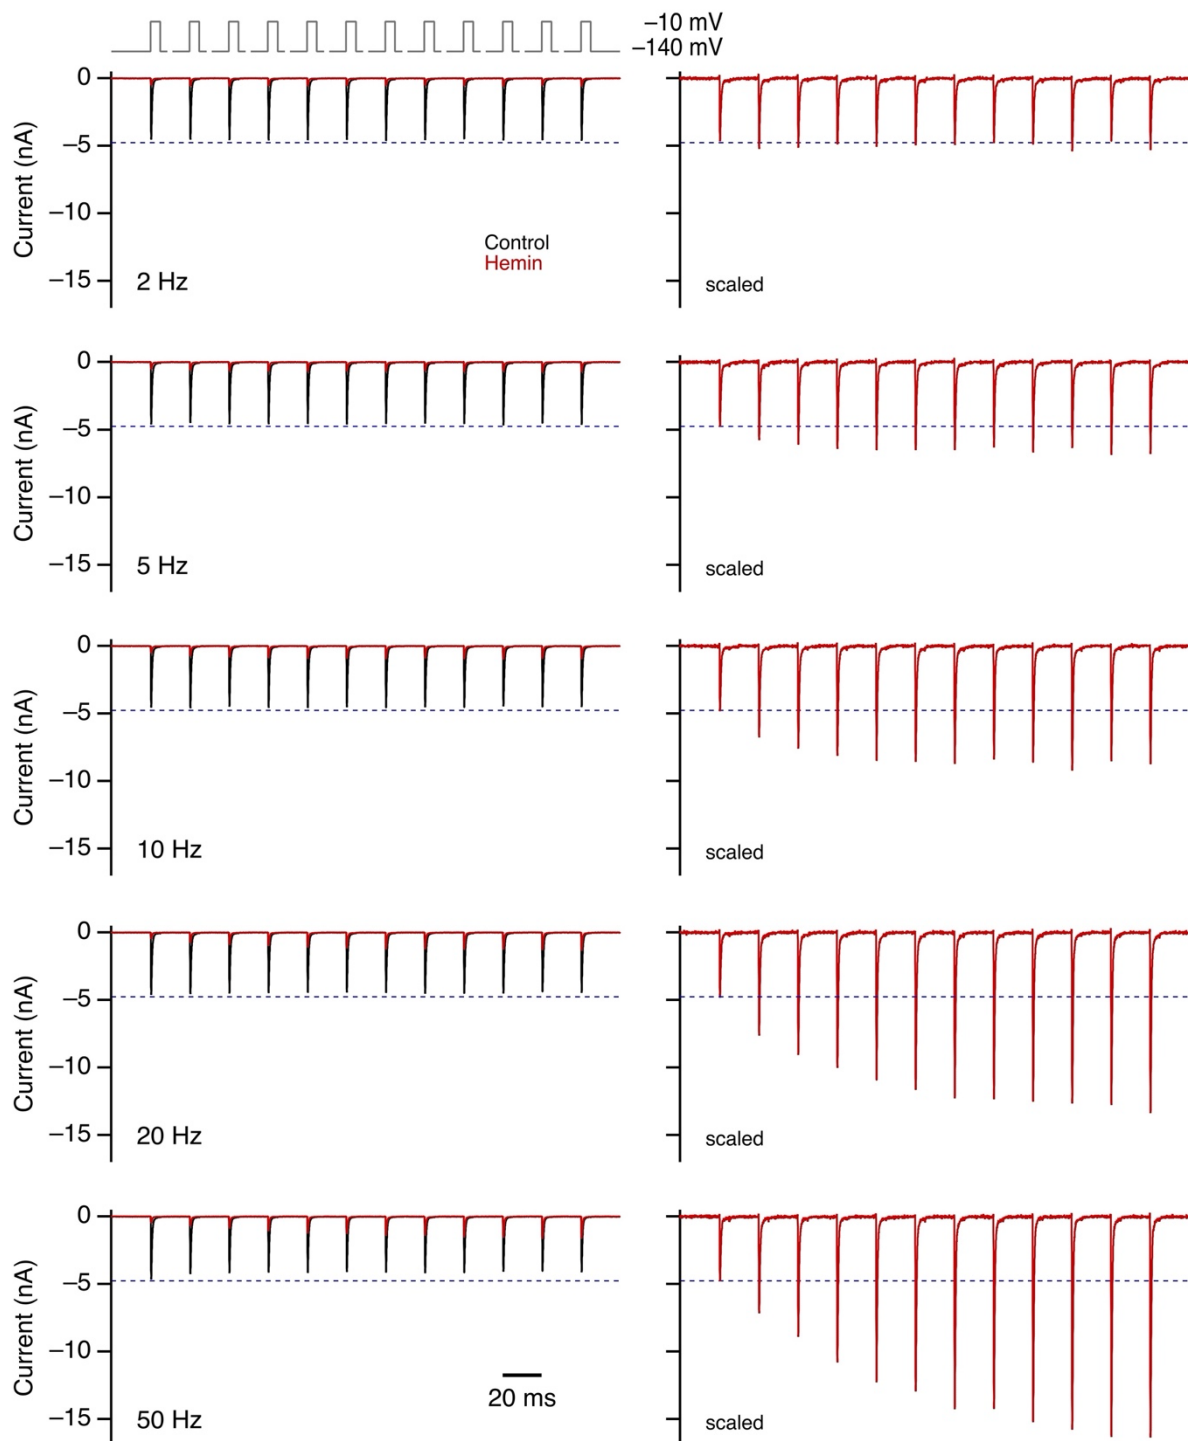 –10 mV
–140 mV
Current (nA)
0
–5
–10
–15
2 Hz
Control
Hemin
scaled
Current (nA)
0
–5
–10
–15
5 Hz
scaled
Current (nA)
0
–5
–10
–15
10 Hz
scaled
Current (nA)
0
–5
–10
–15
20 Hz
scaled
Current (nA)
0
–5
–10
–15
50 Hz
20 ms
scaled